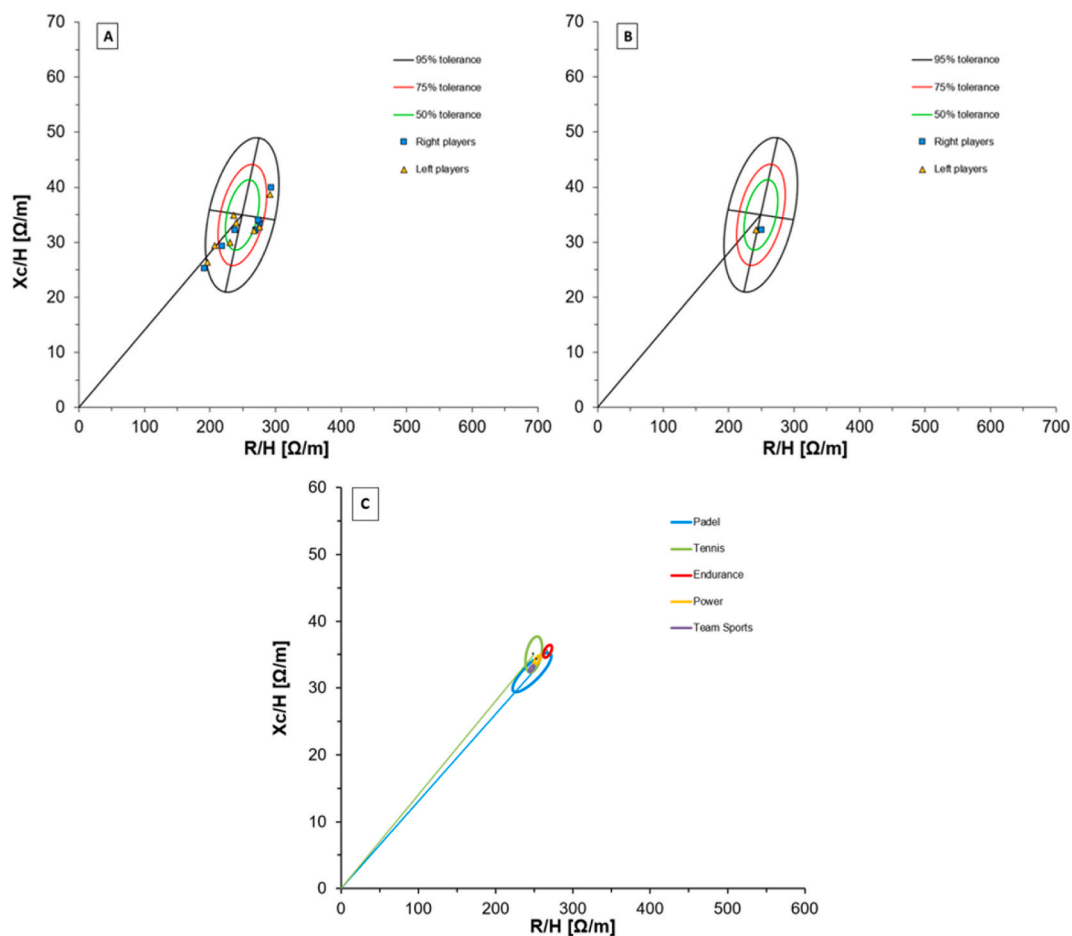 A
70
60
50
40
30
20
10
0
Xc/H [Ω/m]
0 100 200 300 400 500 600 700
R/H [Ω/m]
95% tolerance
75% tolerance
50% tolerance
Right players
Left players
B
70
60
50
40
30
20
10
0
Xc/H [Ω/m]
0 100 200 300 400 500 600 700
R/H [Ω/m]
95% tolerance
75% tolerance
50% tolerance
Right players
Left players
C
60
50
40
30
20
10
0
Xc/H [Ω/m]
0 100 200 300 400 500 600
R/H [Ω/m]
Padel
Tennis
Endurance
Power
Team Sports